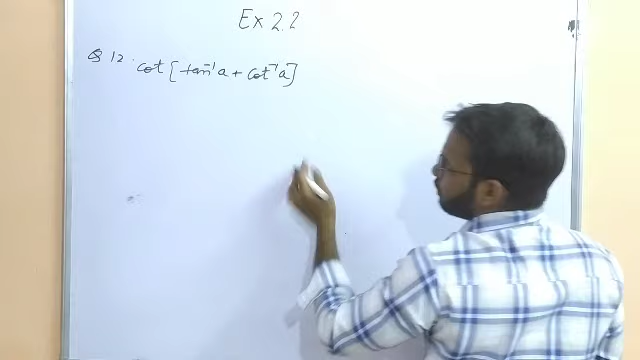 Ex 2.2
Q 12. cot [tan⁻¹a + cot⁻¹a]